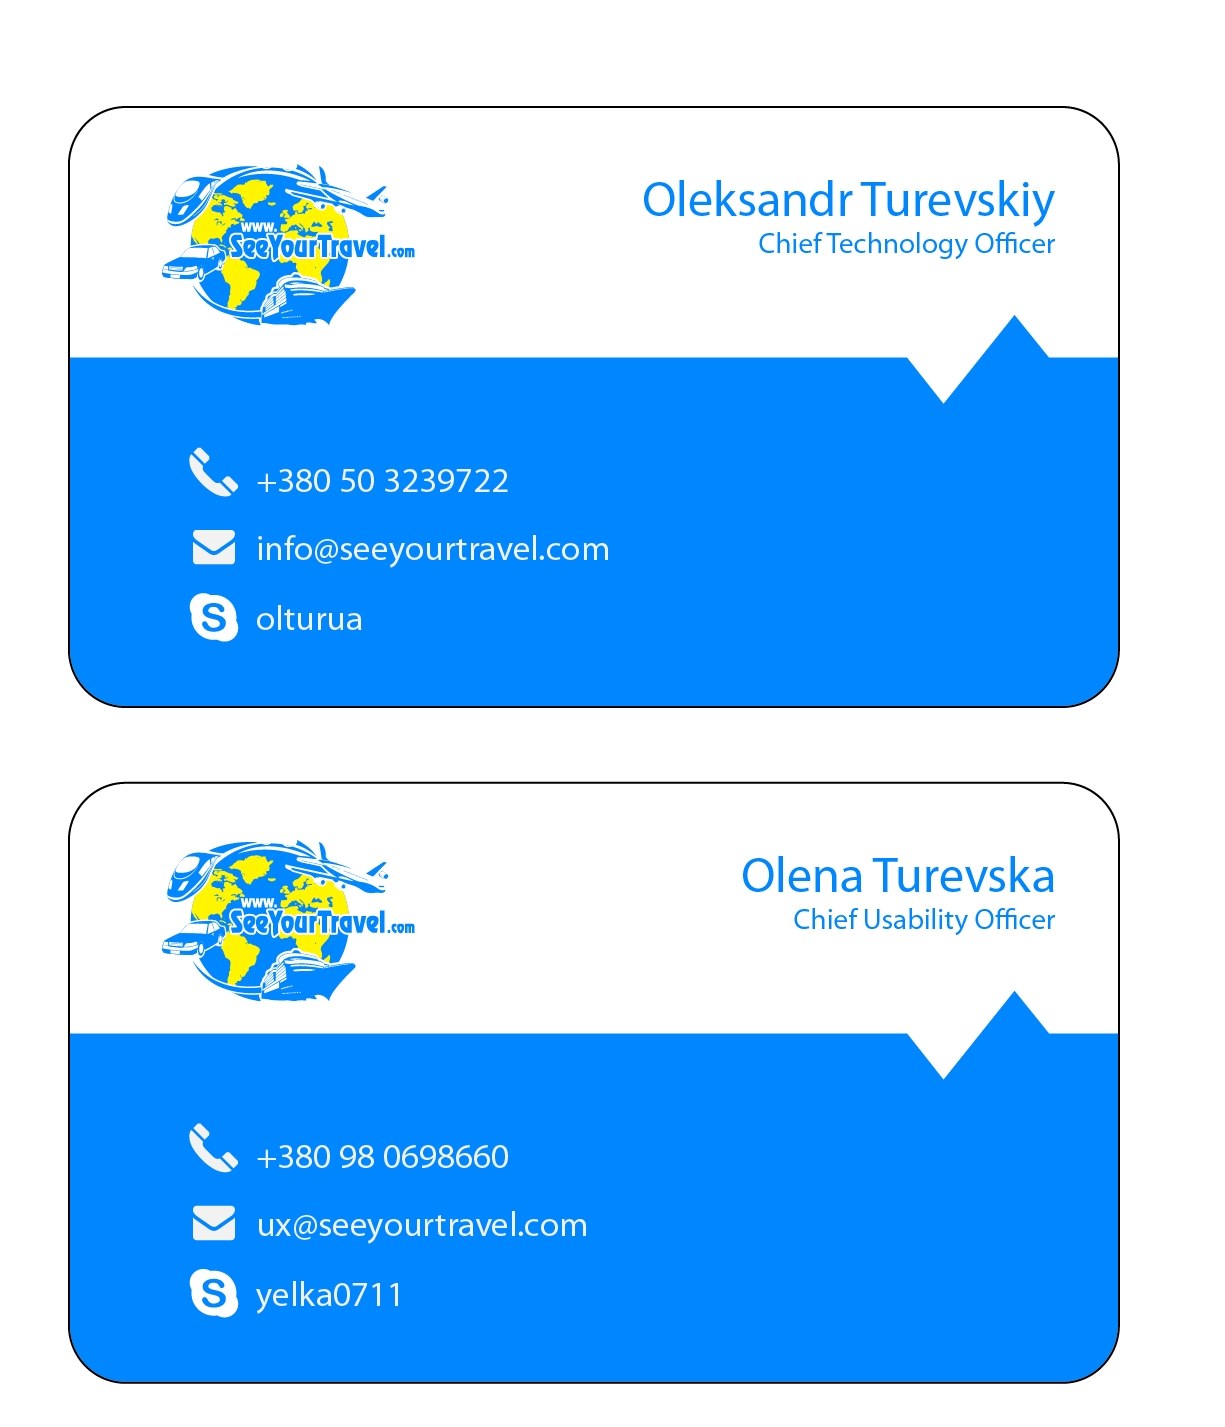 www.
SeeYourTravel.com
Oleksandr Turevskiy
Chief Technology Officer
+380 50 3239722
info@seeyourtravel.com
S
olturua
www.
SeeYourTravel.com
Olena Turevska
Chief Usability Officer
+380 98 0698660
ux@seeyourtravel.com
S
yelka0711